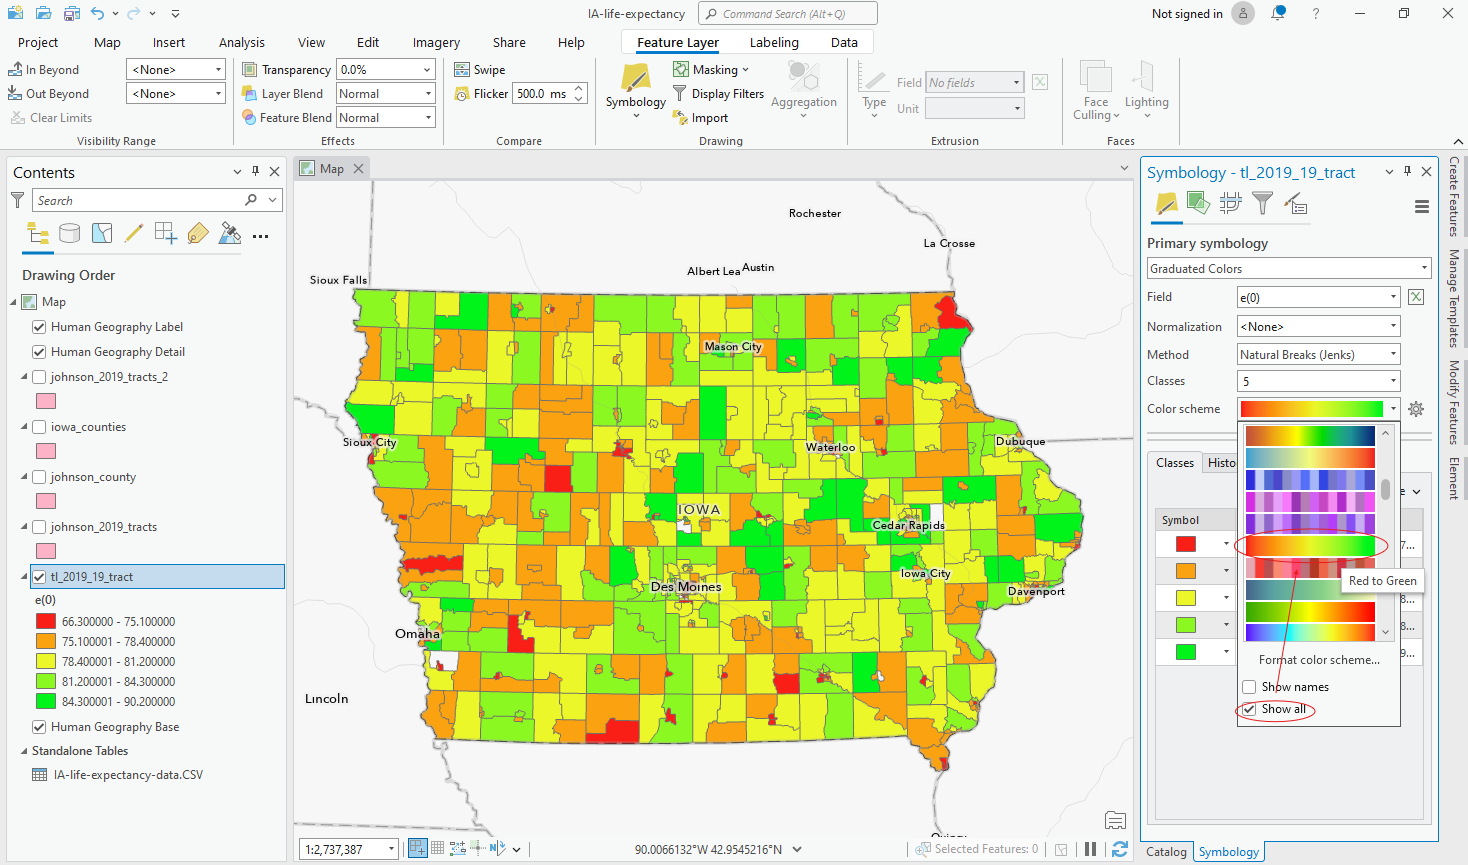 IA-life-expectancy
Command Search (Alt+Q)
Not signed in
?
Project
Map
Insert
Analysis
View
Edit
Imagery
Share
Help
Feature Layer
Labeling
Data
In Beyond
<None>
Out Beyond
<None>
Clear Limits
Visibility Range
Transparency
0.0%
Layer Blend
Normal
Feature Blend
Normal
Effects
Swipe
Flicker
500.0 ms
Compare
Symbology
Masking
Display Filters
Import
Aggregation
Drawing
Type
Field
No fields
Unit
Extrusion
Face
Culling
Lighting
Faces
Contents
Search
Drawing Order
Map
Human Geography Label
Human Geography Detail
johnson_2019_tracts_2
iowa_counties
johnson_county
johnson_2019_tracts
tl_2019_19_tract
e(0)
66.300000 - 75.100000
75.100001 - 78.400000
78.400001 - 81.200000
81.200001 - 84.300000
84.300001 - 90.200000
Human Geography Base
Standalone Tables
IA-life-expectancy-data.CSV
Map
Rochester
La Crosse
Albert Lea
Austin
Sioux Falls
Mason City
Sioux City
Waterloo
Dubuque
IOWA
Cedar Rapids
Des Moines
Iowa City
Davenport
Omaha
Lincoln
Quincy
1:2,737,387
90.0066132°W 42.9545216°N
Selected Features: 0
Symbology - tl_2019_19_tract
Primary symbology
Graduated Colors
Field
e(0)
Normalization
<None>
Method
Natural Breaks (Jenks)
Classes
5
Color scheme
Classes
Histo
e
Symbol
7...
8...
8...
9...
Red to Green
Format color scheme...
Show names
Show all
Catalog
Symbology
Create Features
Manage Templates
Modify Features
Element